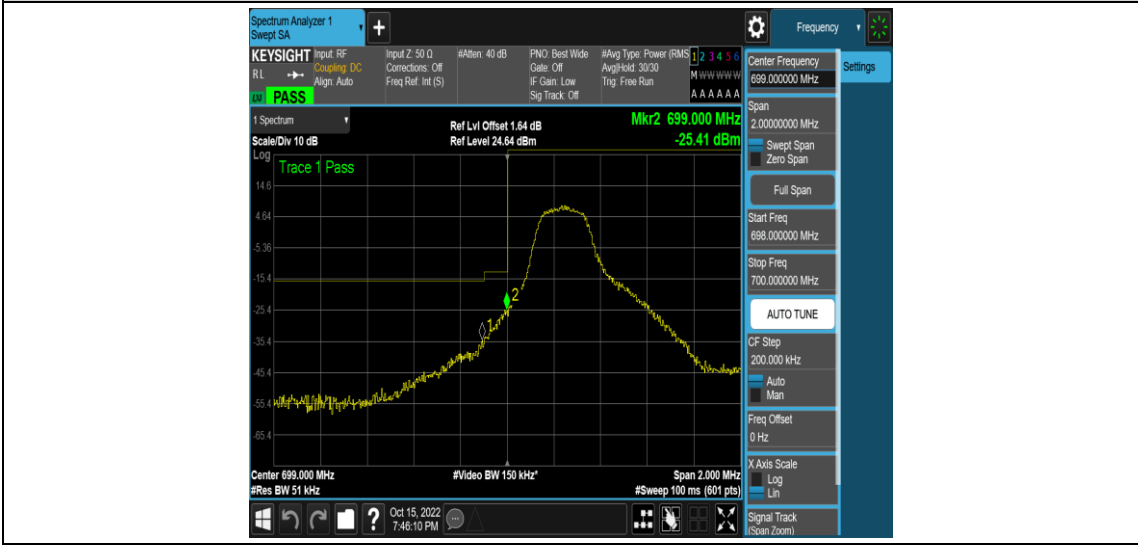 Spectrum Analyzer 1
Swept SA
+
Frequency
KEYSIGHT Input: RF Input Z: 50 Ω #Atten: 40 dB PNO: Best Wide #Avg Type: Power (RMS 1 2 3 4 5 6
RL Coupling: DC Corrections: Off Gate: Off Avg|Hold: 30/30 M W W W W W
Align: Auto Freq Ref: Int (S) IF Gain: Low Trig: Free Run
Sig Track: Off A A A A A A
PASS
1 Spectrum
Ref Lvl Offset 1.64 dB
Mkr2 699.000 MHz
Scale/Div 10 dB
Ref Level 24.64 dBm
-25.41 dBm
Log
Trace 1 Pass
14.6
4.64
-5.36
-15.4
-25.4
-35.4
-45.4
-55.4
-65.4
2
1
Center 699.000 MHz #Video BW 150 kHz* Span 2.000 MHz
#Res BW 51 kHz #Sweep 100 ms (601 pts)
?
Oct 15, 2022
7:46:10 PM
Center Frequency
699.000000 MHz
Settings
Span
2.00000000 MHz
Swept Span
Zero Span
Full Span
Start Freq
698.000000 MHz
Stop Freq
700.000000 MHz
AUTO TUNE
CF Step
200.000 kHz
Auto
Man
Freq Offset
0 Hz
X Axis Scale
Log
Lin
Signal Track
(Span Zoom)